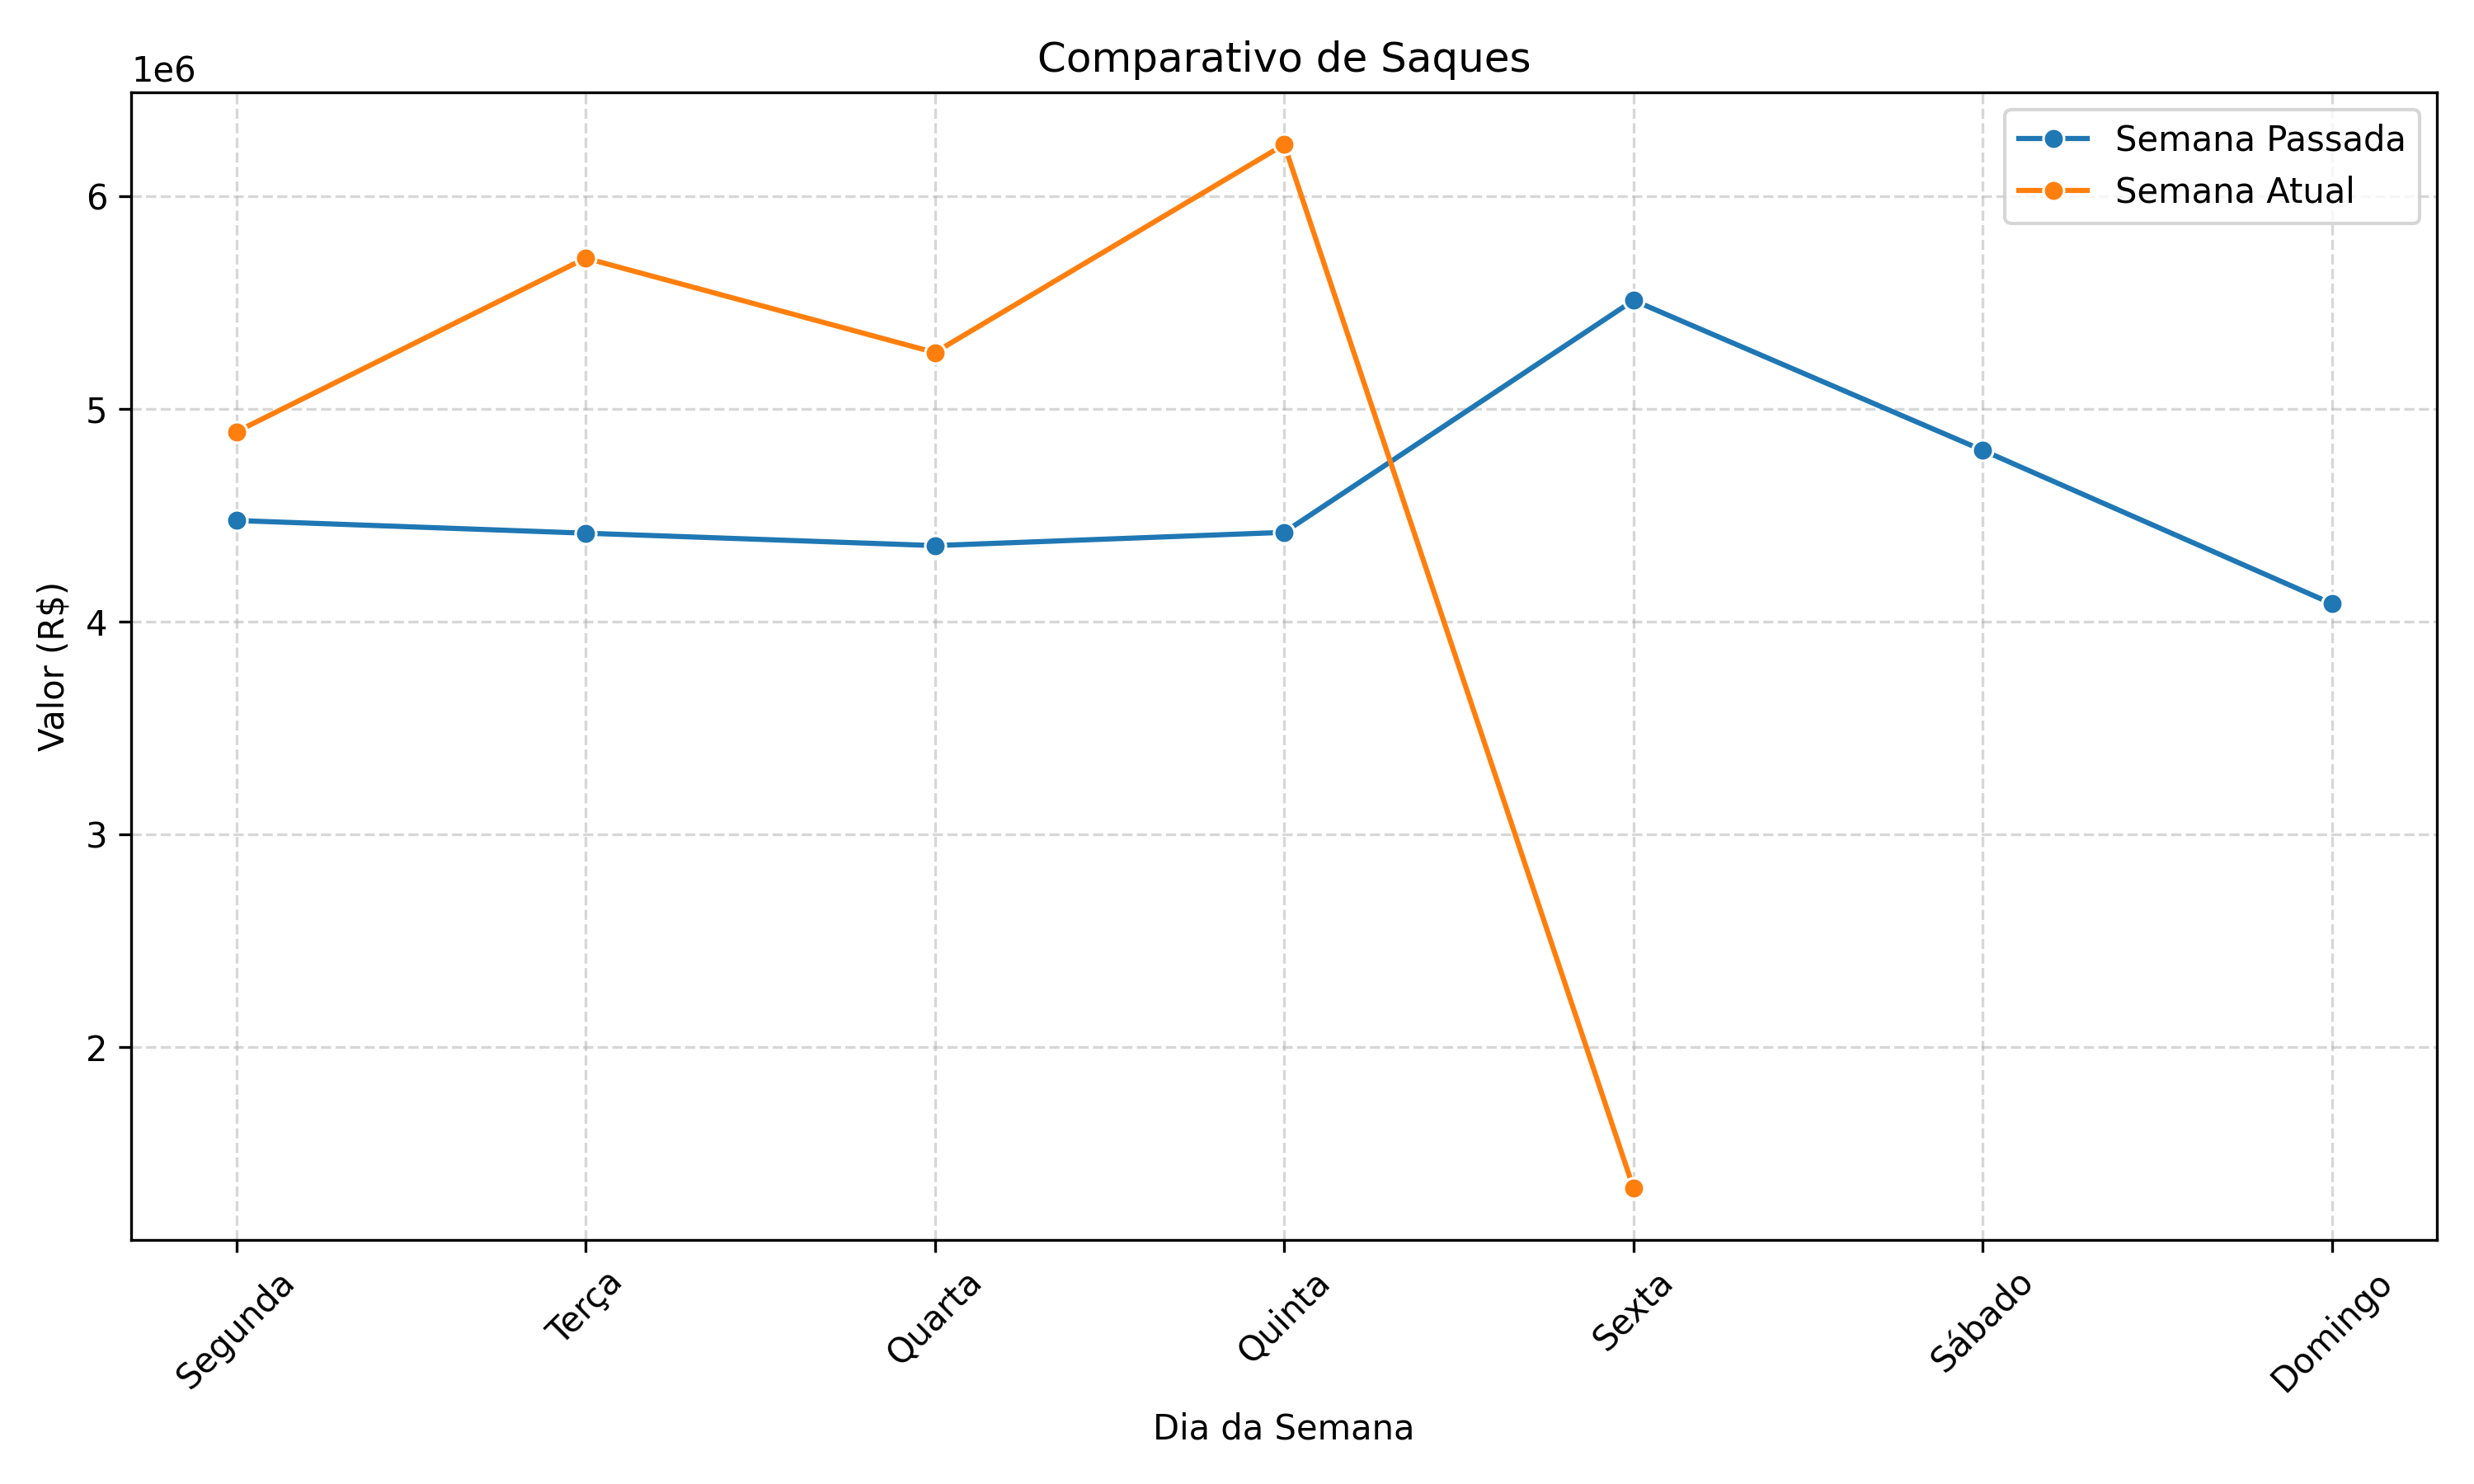 Comparativo de Saques
1e6
Semana Passada
Semana Atual
6
5
4
3
2
Valor (R$)
Segunda
Terça
Quarta
Quinta
Sexta
Sábado
Domingo
Dia da Semana